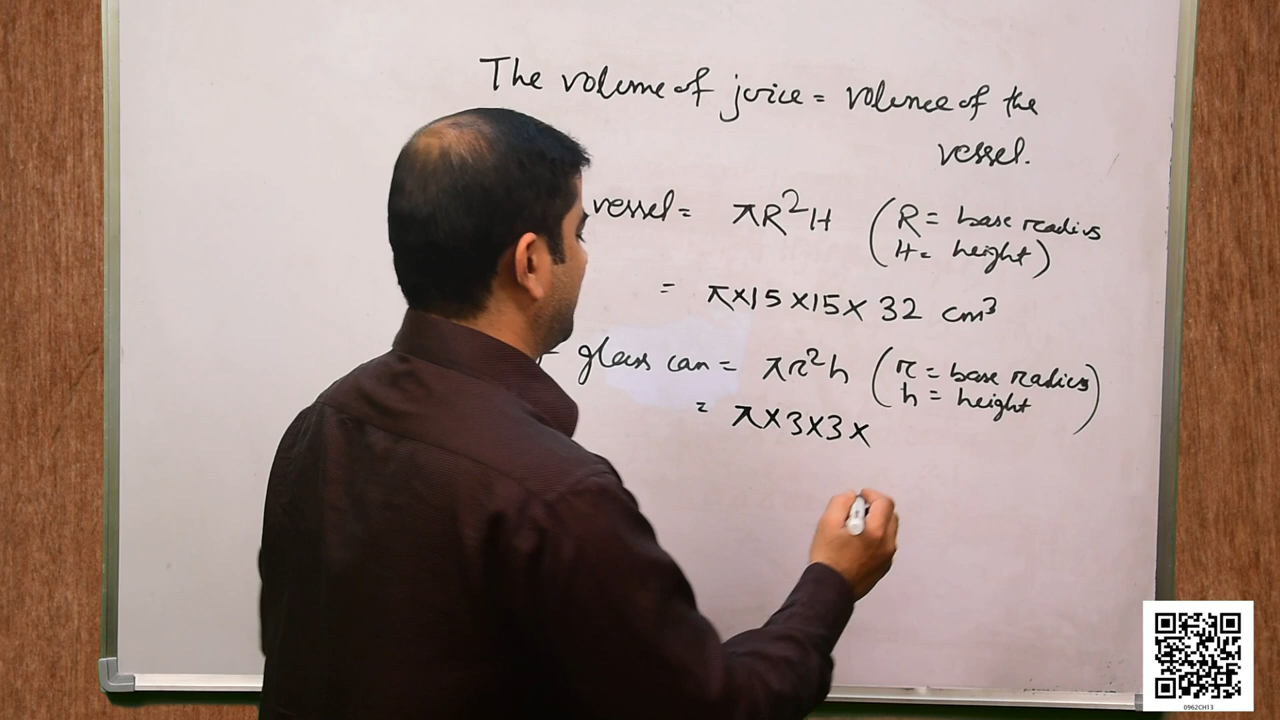 The volume of juice = volume of the
vessel.
vessel = πR²H (R = base radius
H = height)
= π×15×15×32 cm³
glass can = πr²h (r = base radius
h = height)
= π×3×3×
0962CH13